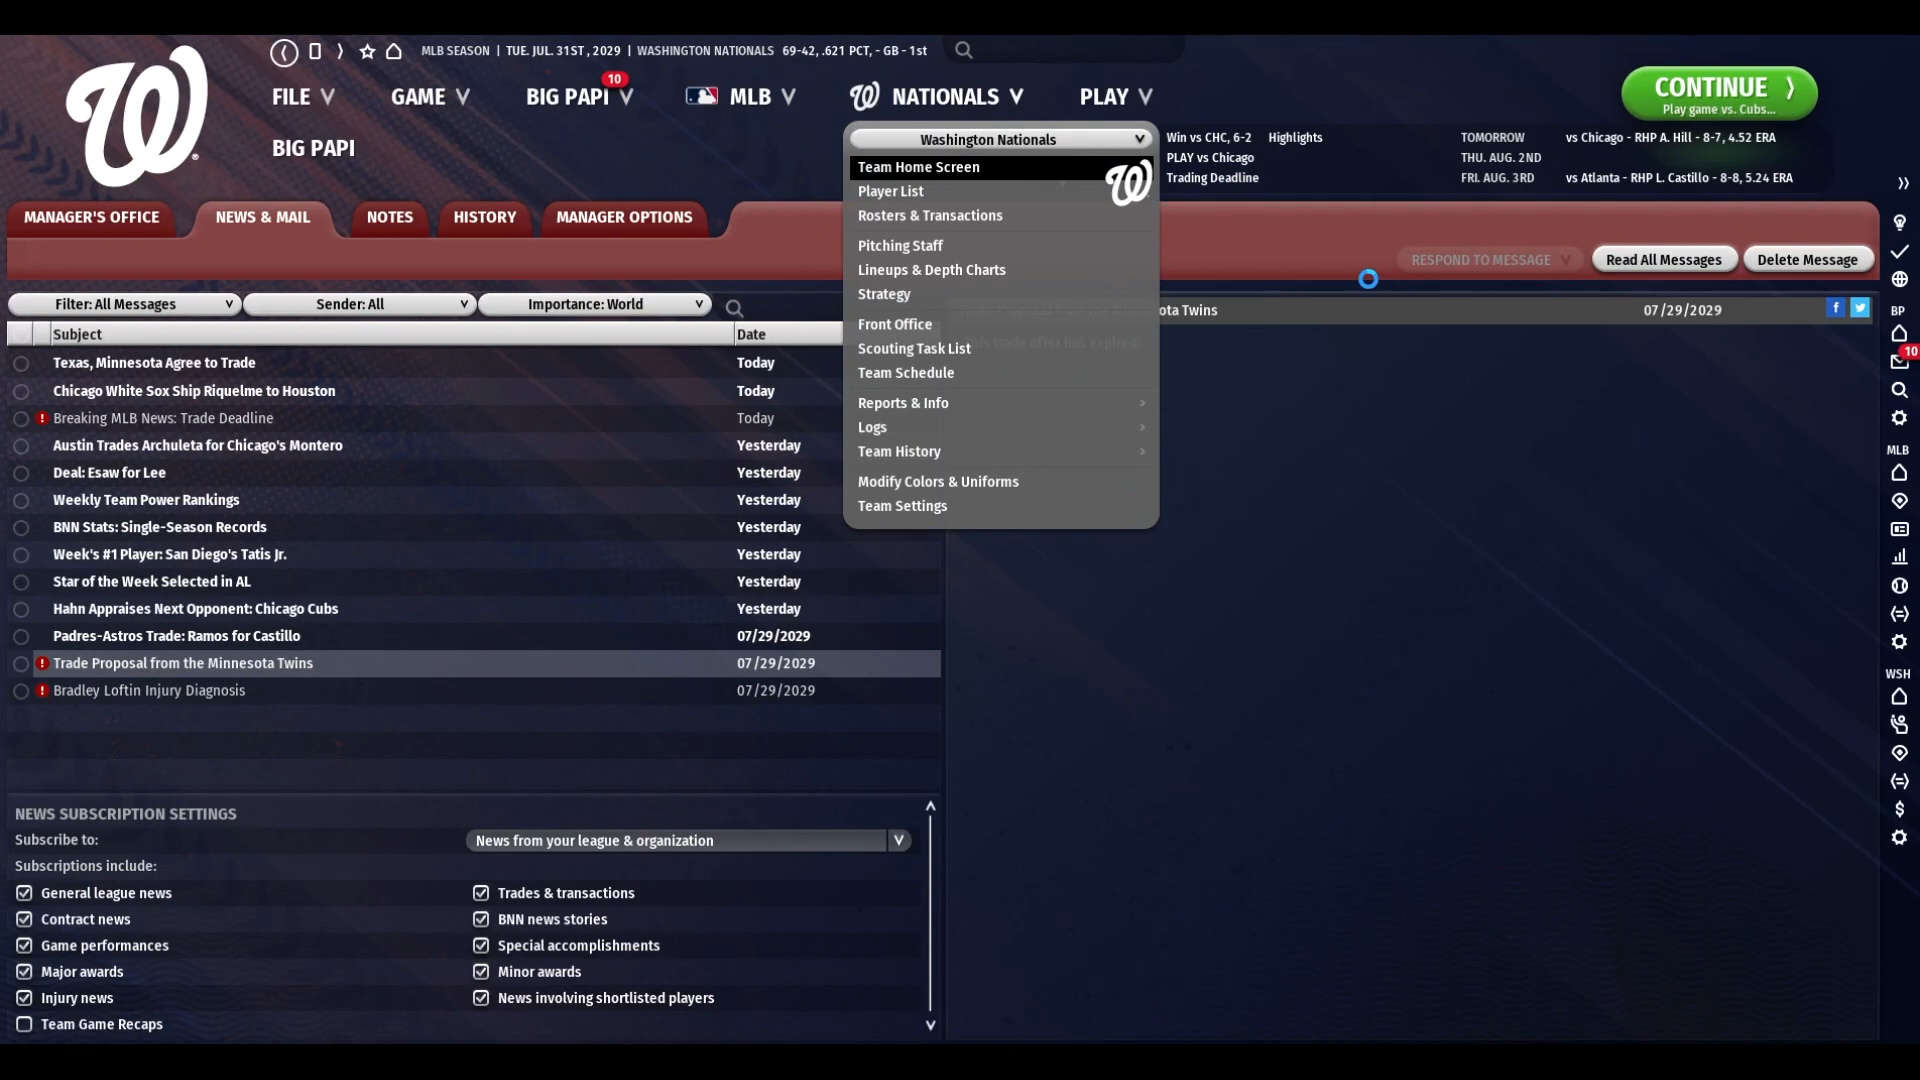 MLB SEASON | TUE. JUL. 31ST , 2029 | WASHINGTON NATIONALS 69-42, .621 PCT, - GB - 1st
FILE
GAME
BIG PAPI
10
MLB
NATIONALS
PLAY
CONTINUE
Play game vs. Cubs...
BIG PAPI
Washington Nationals
Win vs CHC, 6-2 Highlights
PLAY vs Chicago
Trading Deadline
TOMORROW vs Chicago - RHP A. Hill - 8-7, 4.52 ERA
THU. AUG. 2ND
FRI. AUG. 3RD vs Atlanta - RHP L. Castillo - 8-8, 5.24 ERA
Team Home Screen
Player List
Rosters & Transactions
Pitching Staff
Lineups & Depth Charts
Strategy
Front Office
Scouting Task List
Team Schedule
Reports & Info
Logs
Team History
Modify Colors & Uniforms
Team Settings
MANAGER'S OFFICE
NEWS & MAIL
NOTES
HISTORY
MANAGER OPTIONS
RESPOND TO MESSAGE
Read All Messages
Delete Message
Filter: All Messages
Sender: All
Importance: World
Subject Date
Texas, Minnesota Agree to Trade Today
Chicago White Sox Ship Riquelme to Houston Today
Breaking MLB News: Trade Deadline Today
Austin Trades Archuleta for Chicago's Montero Yesterday
Deal: Esaw for Lee Yesterday
Weekly Team Power Rankings Yesterday
BNN Stats: Single-Season Records Yesterday
Week's #1 Player: San Diego's Tatis Jr. Yesterday
Star of the Week Selected in AL Yesterday
Hahn Appraises Next Opponent: Chicago Cubs Yesterday
Padres-Astros Trade: Ramos for Castillo 07/29/2029
Trade Proposal from the Minnesota Twins 07/29/2029
Bradley Loftin Injury Diagnosis 07/29/2029
ota Twins 07/29/2029
NEWS SUBSCRIPTION SETTINGS
Subscribe to: News from your league & organization
Subscriptions include:
General league news Trades & transactions
Contract news BNN news stories
Game performances Special accomplishments
Major awards Minor awards
Injury news News involving shortlisted players
Team Game Recaps
BP
10
MLB
WSH